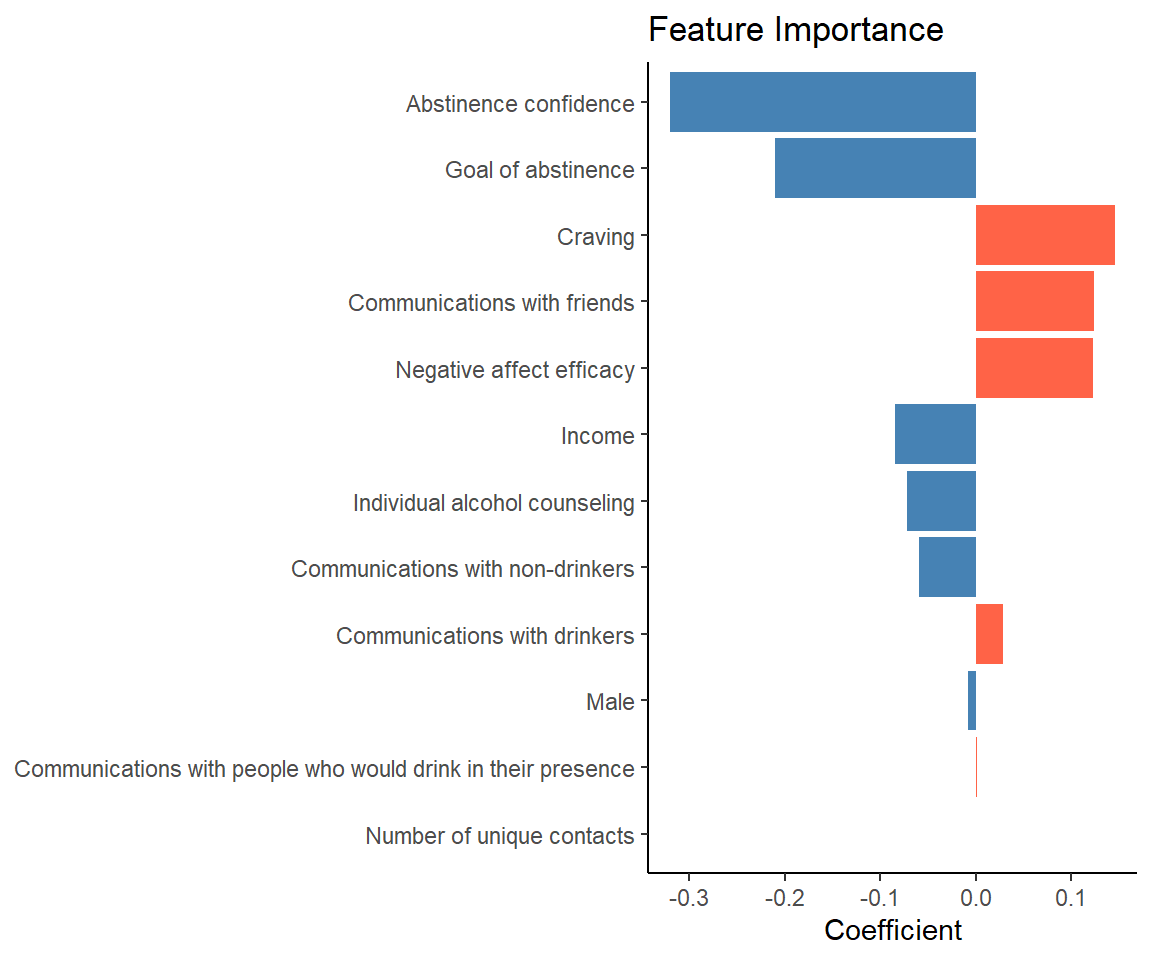 Feature Importance
Abstinence confidence
Goal of abstinence
Craving
Communications with friends
Negative affect efficacy
Income
Individual alcohol counseling
Communications with non-drinkers
Communications with drinkers
Male
Communications with people who would drink in their presence
Number of unique contacts
-0.3 -0.2 -0.1 0.0 0.1
Coefficient